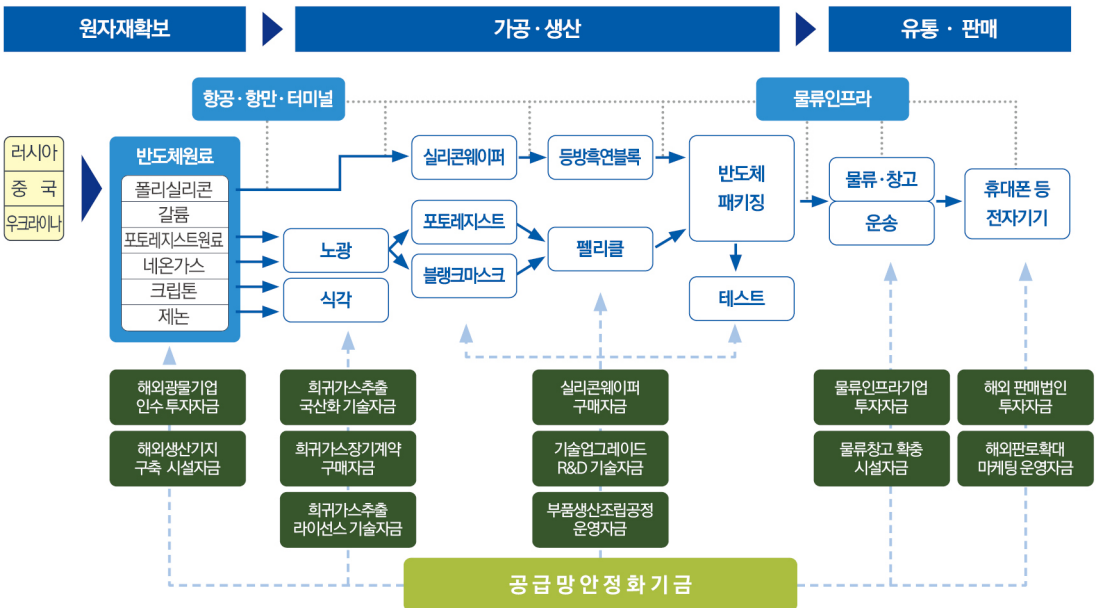 원자재확보
가공·생산
유통 · 판매
항공·항만·터미널
물류인프라
러시아
중 국
우크라이나
반도체원료
폴리실리콘
갈륨
포토레지스트원료
네온가스
크립톤
제논
노광
식각
실리콘웨이퍼
등방흑연블록
포토레지스트
블랭크마스크
펠리클
반도체
패키징
테스트
물류·창고
운송
휴대폰 등
전자기기
해외광물기업
인수 투자자금
해외생산기지
구축 시설자금
희귀가스추출
국산화 기술자금
희귀가스장기계약
구매자금
희귀가스추출
라이선스 기술자금
실리콘웨이퍼
구매자금
기술업그레이드
R&D 기술자금
부품생산조립공정
운영자금
물류인프라기업
투자자금
물류창고 확충
시설자금
해외 판매법인
투자자금
해외판로확대
마케팅 운영자금
공급망안정화기금